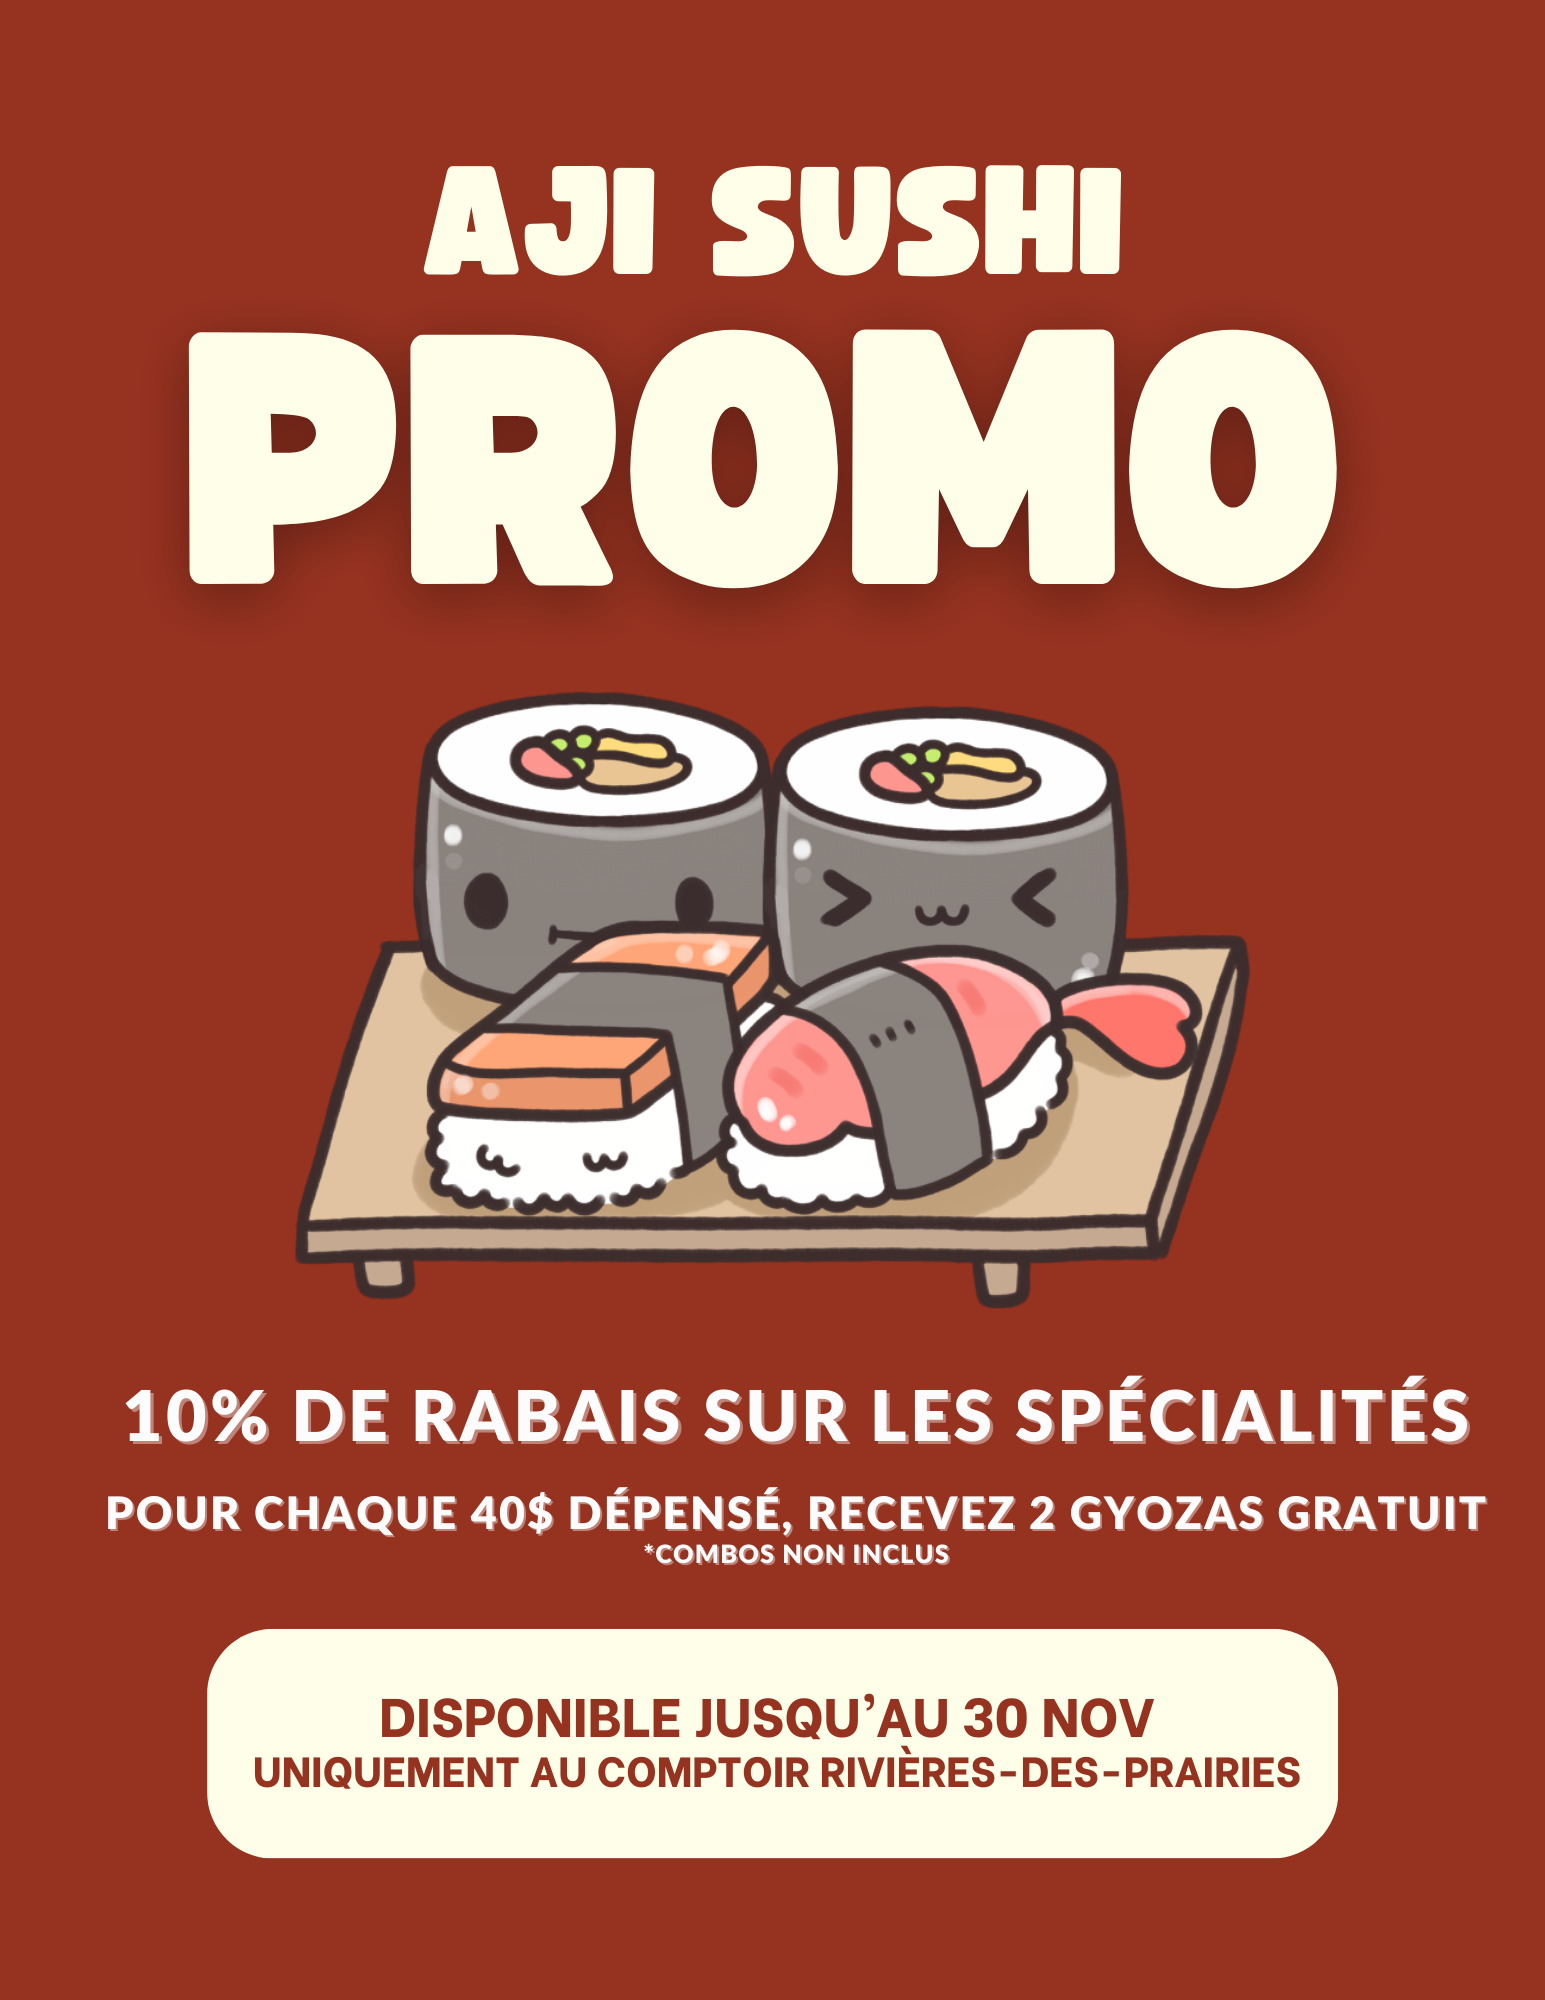 AJI SUSHI
PROMO
10% DE RABAIS SUR LES SPÉCIALITÉS
POUR CHAQUE 40$ DÉPENSÉ, RECEVEZ 2 GYOZAS GRATUIT
*COMBOS NON INCLUS
DISPONIBLE JUSQU'AU 30 NOV
UNIQUEMENT AU COMPTOIR RIVIÈRES-DES-PRAIRIES